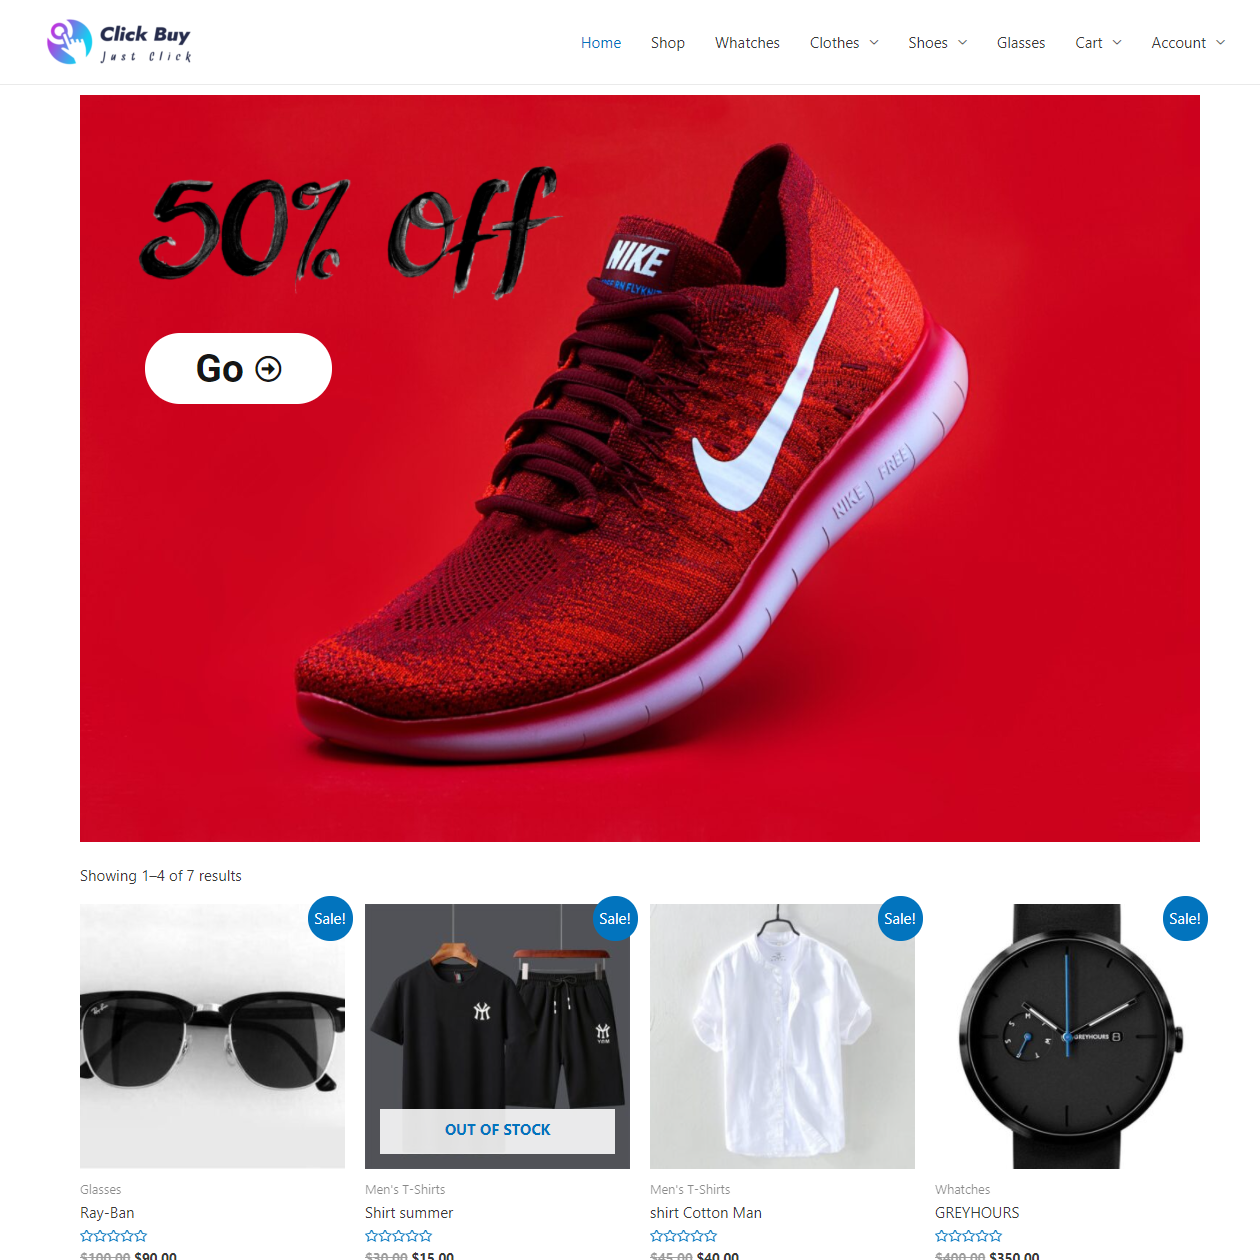 Click Buy
Just Click
Home Shop Whatches Clothes Shoes Glasses Cart Account
50% off
NIKE
Go
NIKE FREE
Showing 1–4 of 7 results
Sale! Sale! Sale! Sale!
Ray-Ban
GREYHOURS
OUT OF STOCK
Glasses Men's T-Shirts Men's T-Shirts Whatches
Ray-Ban Shirt summer shirt Cotton Man GREYHOURS
$100.00 $90.00 $30.00 $15.00 $45.00 $40.00 $400.00 $350.00